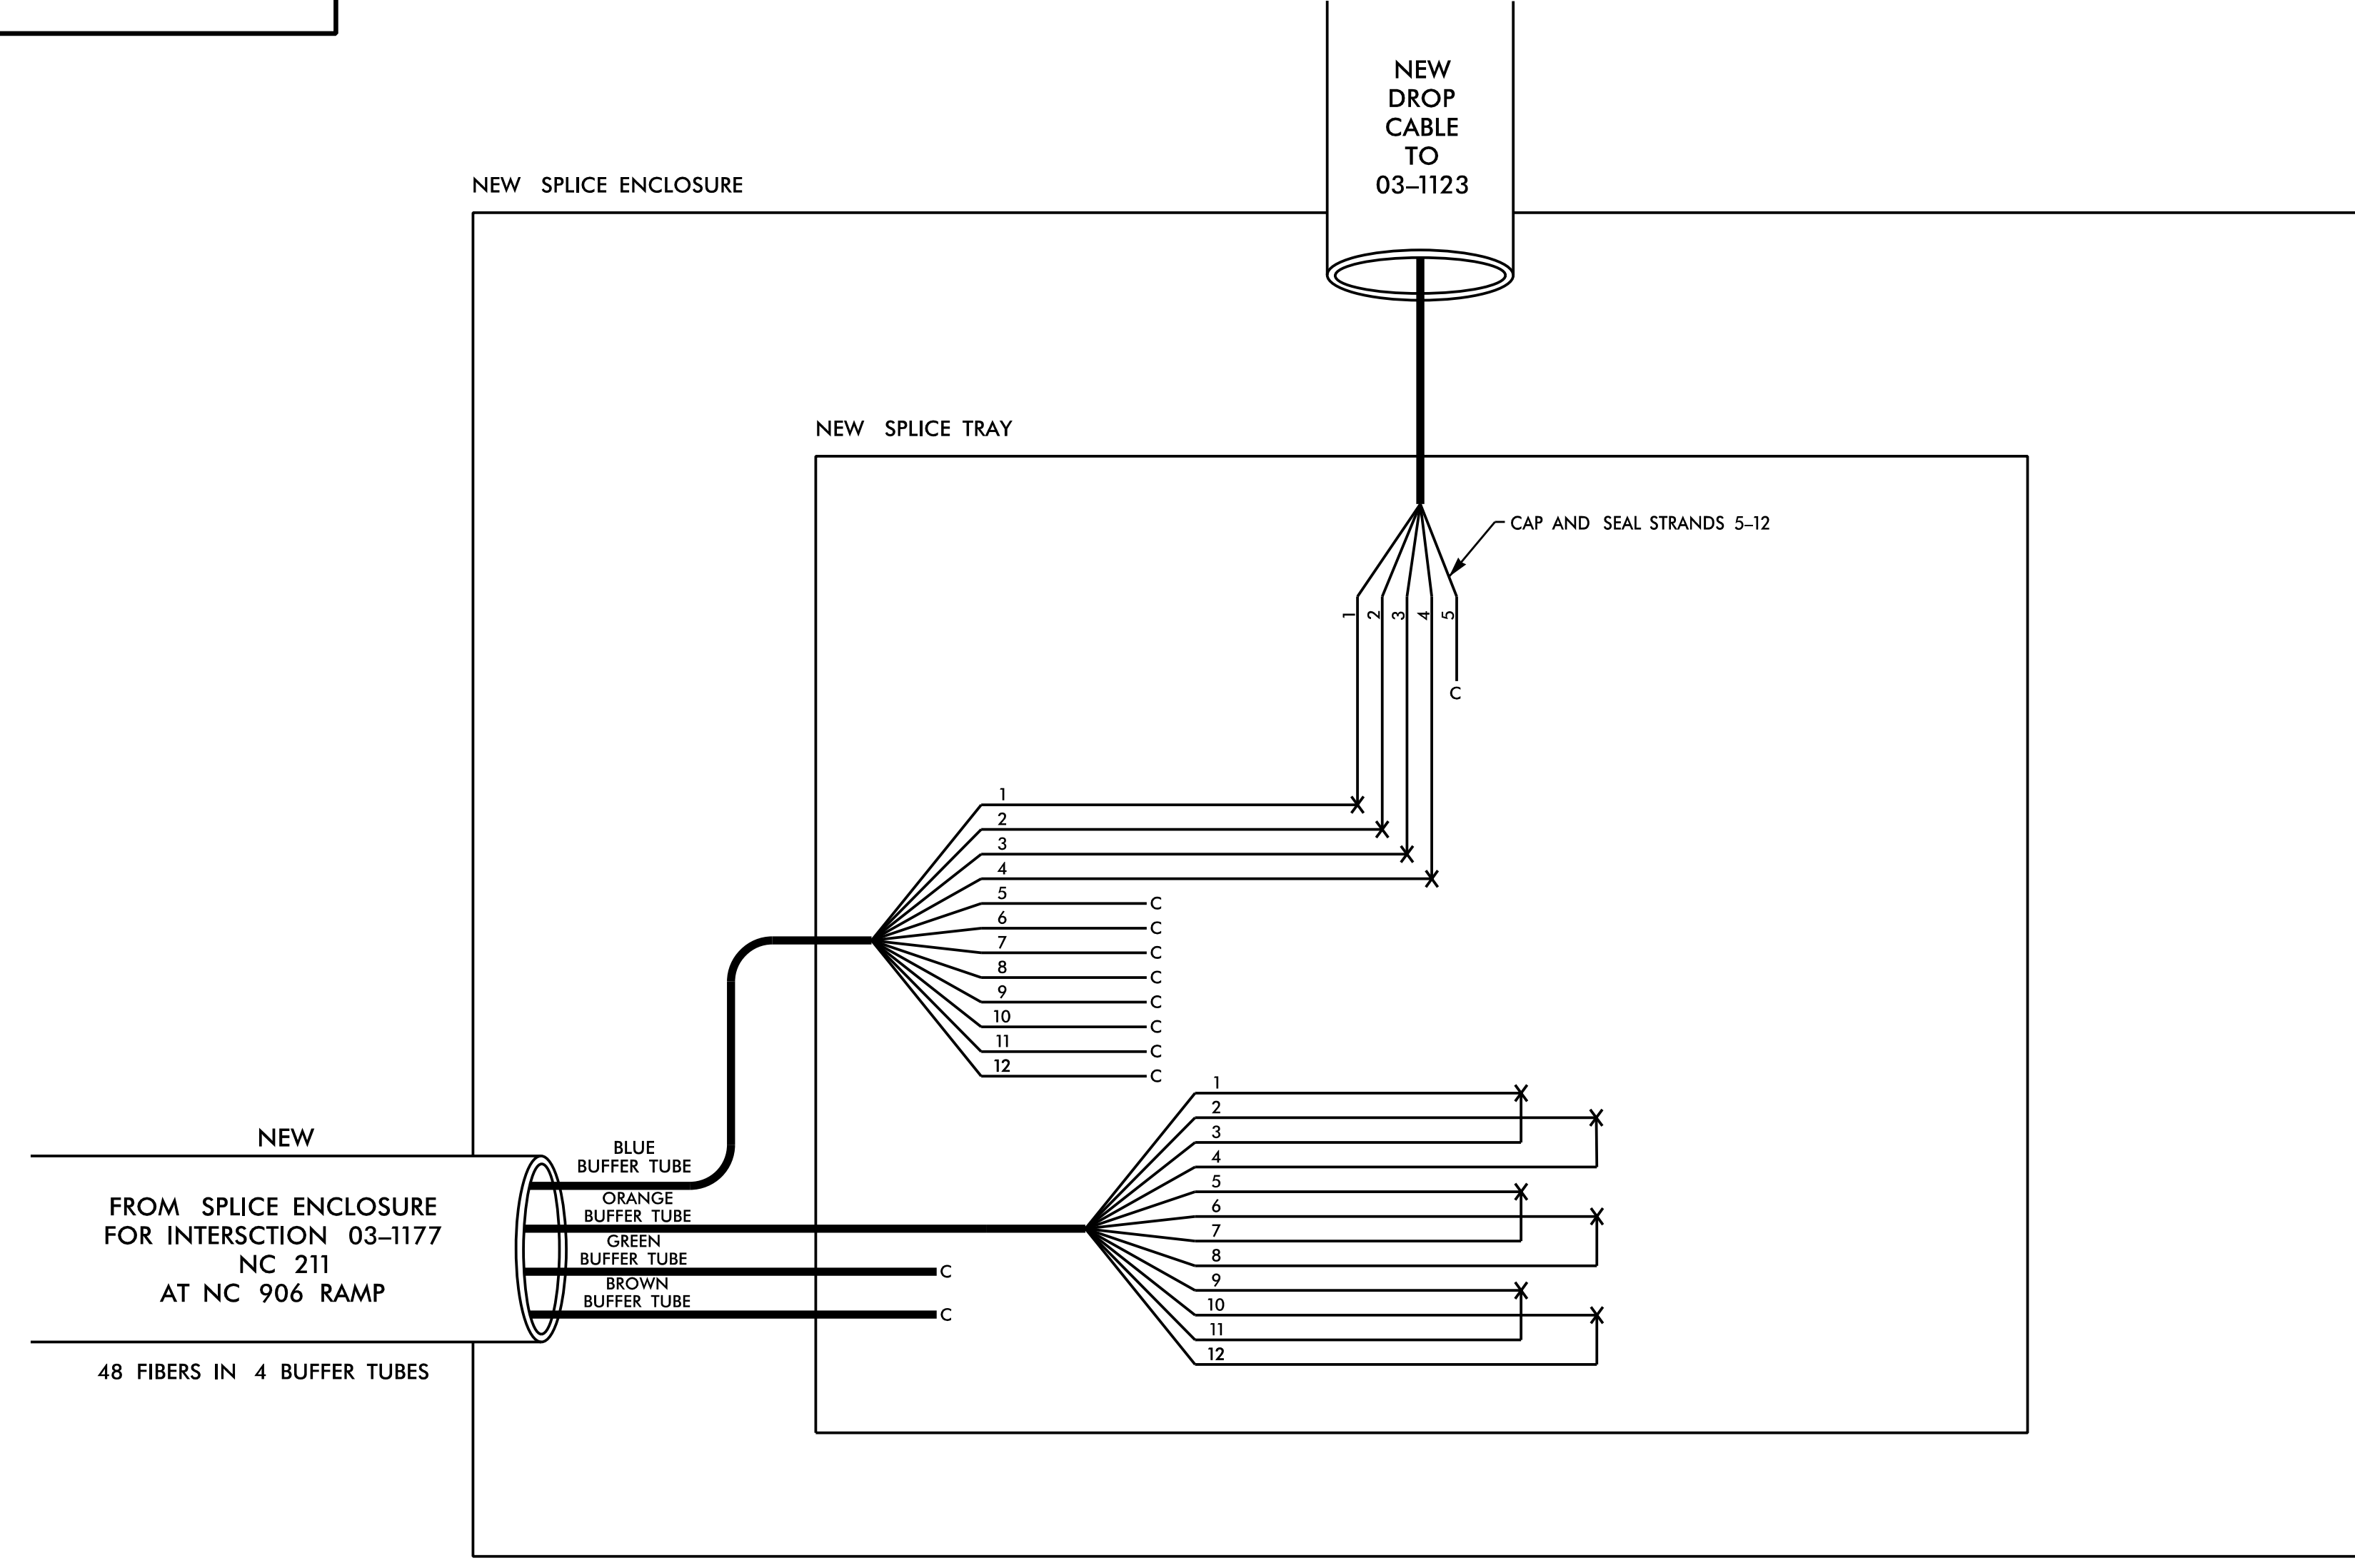 NEW
DROP
CABLE
TO
03–1123
NEW SPLICE ENCLOSURE
NEW SPLICE TRAY
CAP AND SEAL STRANDS 5–12
1
2
3
4
5
C
1
2
3
4
5 C
6 C
7 C
8 C
9 C
10 C
11 C
12 C
1
2
3
4
5
6
7
8
9
10
11
12
NEW
FROM SPLICE ENCLOSURE
FOR INTERSCTION 03–1177
NC 211
AT NC 906 RAMP
48 FIBERS IN 4 BUFFER TUBES
BLUE
BUFFER TUBE
ORANGE
BUFFER TUBE
GREEN
BUFFER TUBE
C
BROWN
BUFFER TUBE
C